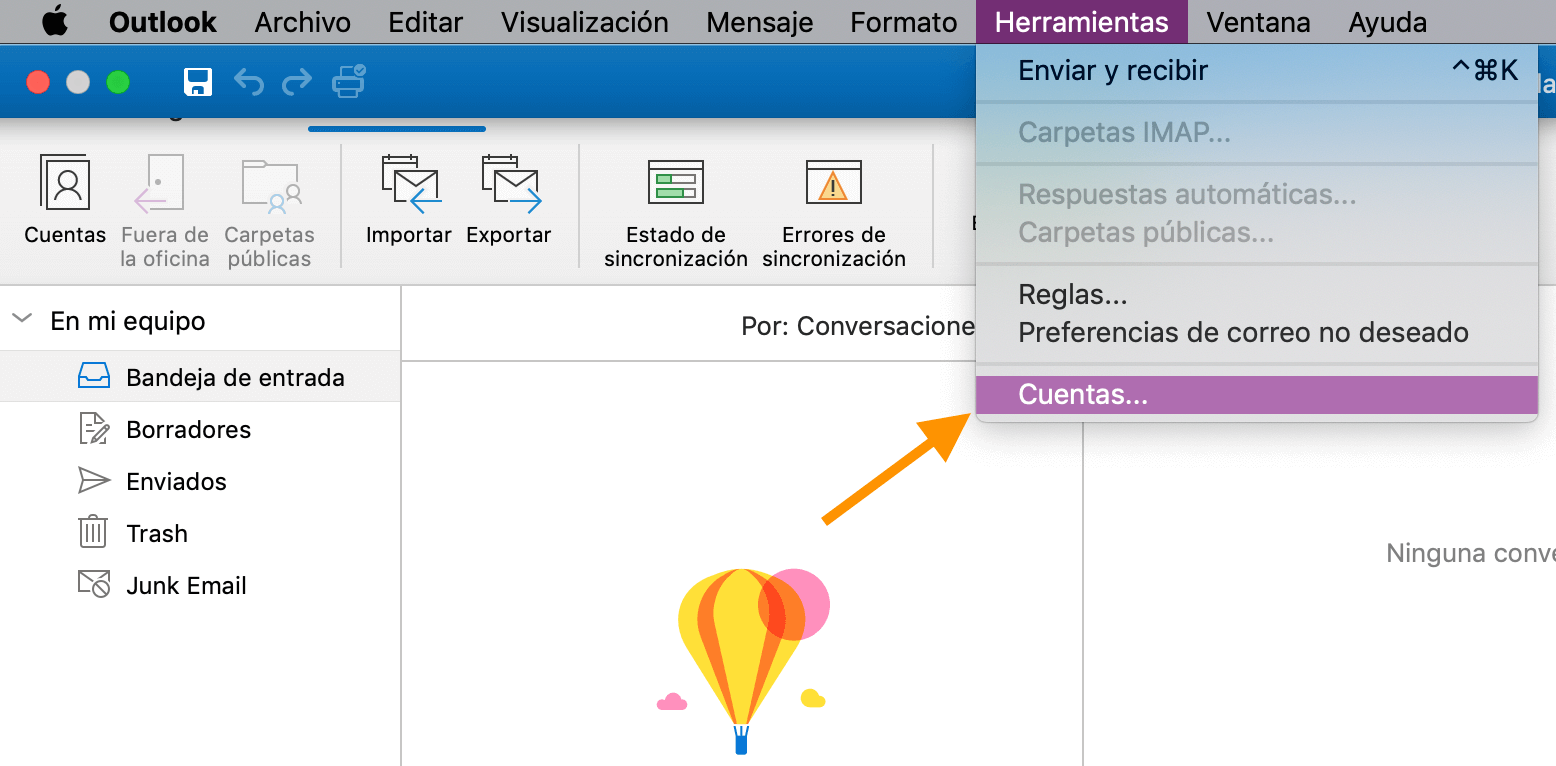 Outlook Archivo Editar Visualización Mensaje Formato Herramientas Ventana Ayuda
Enviar y recibir ^⌘K
Carpetas IMAP...
Respuestas automáticas...
Carpetas públicas...
Reglas...
Preferencias de correo no deseado
Cuentas...
Cuentas
Fuera de
la oficina
Carpetas
públicas
Importar
Exportar
Estado de
sincronización
Errores de
sincronización
En mi equipo
Bandeja de entrada
Borradores
Enviados
Trash
Junk Email
Por: Conversacione
Ninguna conve